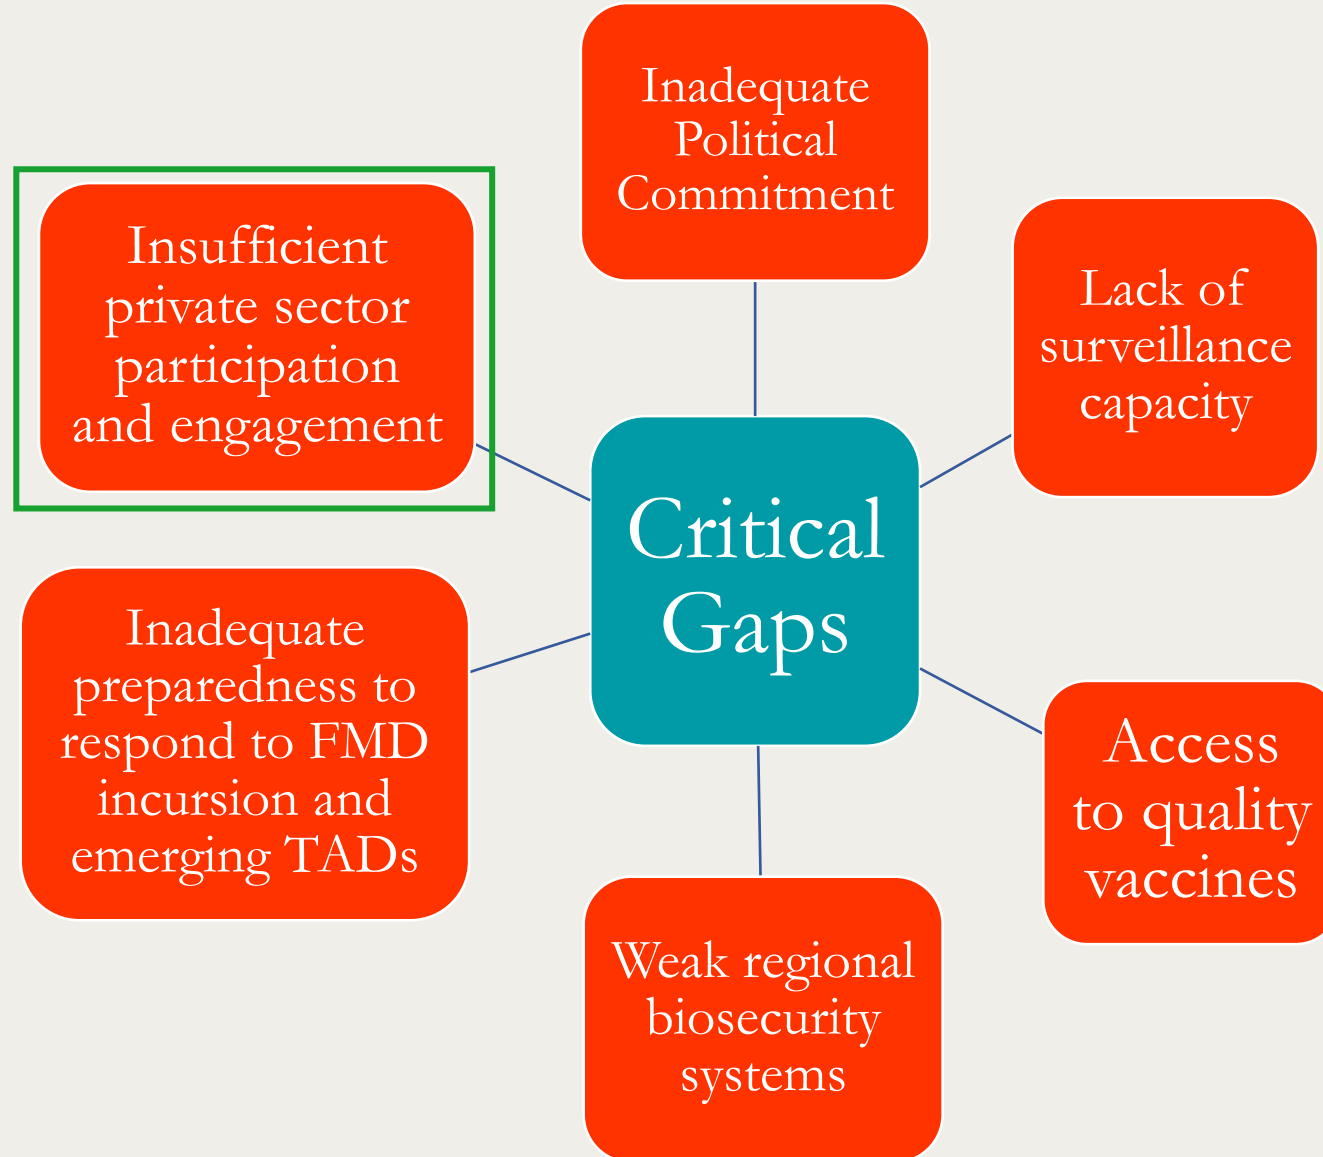 Inadequate
Political
Commitment
Insufficient
private sector
participation
and engagement
Lack of
surveillance
capacity
Critical
Gaps
Inadequate
preparedness to
respond to FMD
incursion and
emerging TADs
Access
to quality
vaccines
Weak regional
biosecurity
systems